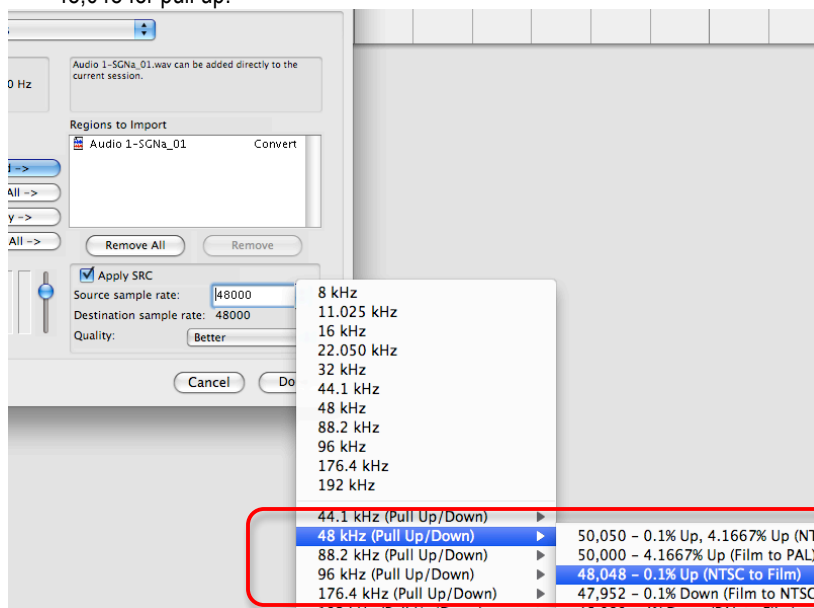 s
Audio 1-SGNa_01.wav can be added directly to the
current session.
0 Hz
Regions to Import
Audio 1-SGNa_01 Convert
All ->
y ->
All ->
Remove All Remove
Apply SRC
Source sample rate: 48000
Destination sample rate: 48000
Quality: Better
Cancel Do
8 kHz
11.025 kHz
16 kHz
22.050 kHz
32 kHz
44.1 kHz
48 kHz
88.2 kHz
96 kHz
176.4 kHz
192 kHz
44.1 kHz (Pull Up/Down)
48 kHz (Pull Up/Down)
88.2 kHz (Pull Up/Down)
96 kHz (Pull Up/Down)
176.4 kHz (Pull Up/Down)
50,050 – 0.1% Up, 4.1667% Up (NT
50,000 – 4.1667% Up (Film to PAL)
48,048 – 0.1% Up (NTSC to Film)
47,952 – 0.1% Down (Film to NTSC